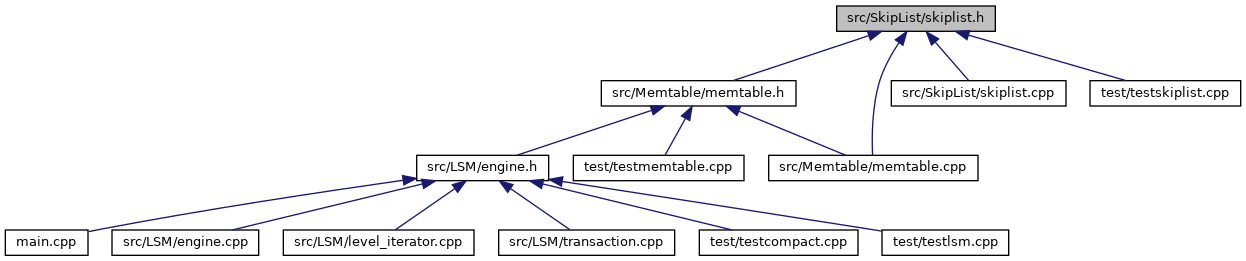 src/SkipList/skiplist.h
src/Memtable/memtable.h
src/SkipList/skiplist.cpp
test/testskiplist.cpp
src/LSM/engine.h
test/testmemtable.cpp
src/Memtable/memtable.cpp
main.cpp
src/LSM/engine.cpp
src/LSM/level_iterator.cpp
src/LSM/transaction.cpp
test/testcompact.cpp
test/testlsm.cpp